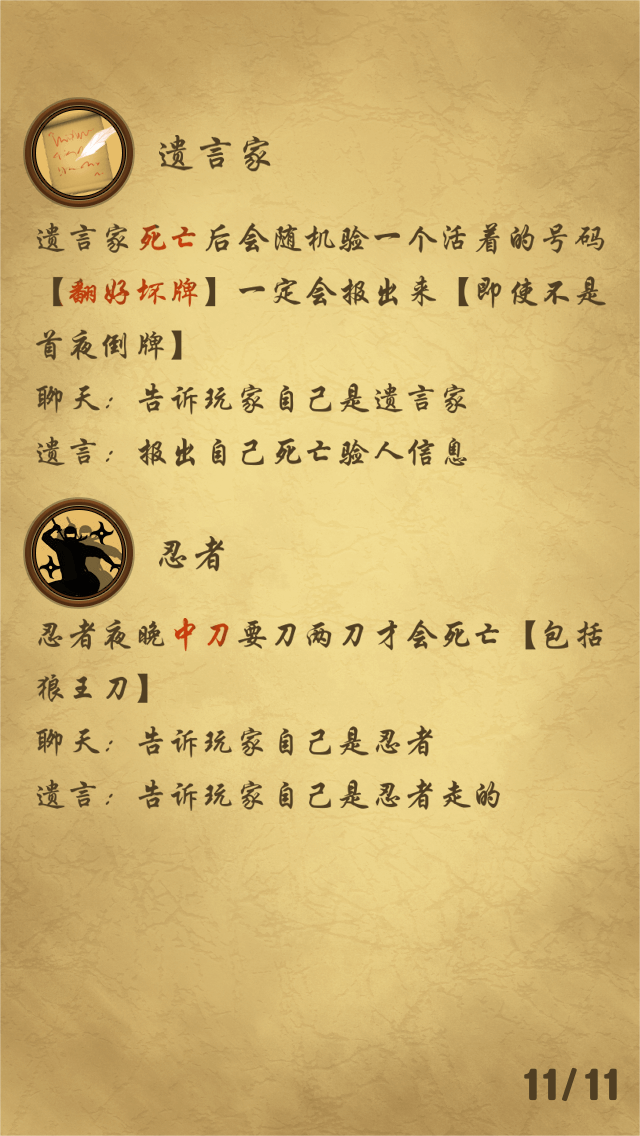 遗言家
遗言家死亡后会随机验一个活着的号码
【翻好坏牌】一定会报出来【即使不是
首夜倒牌】
聊天：告诉玩家自己是遗言家
遗言：报出自己死亡验人信息
忍者
忍者夜晚中刀要刀两刀才会死亡【包括
狼王刀】
聊天：告诉玩家自己是忍者
遗言：告诉玩家自己是忍者走的
11/11